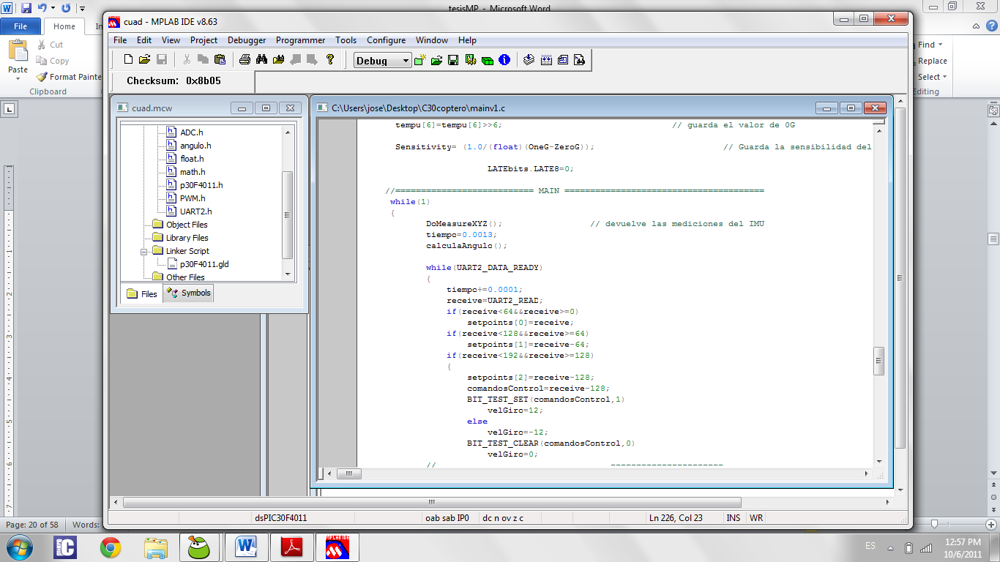 tesisMP - Microsoft Word
File
Home
In
Cut
Copy
Paste
Format Painte
Clipboard
Find
Replace
Select
Editing
cuad - MPLAB IDE v8.63
File Edit View Project Debugger Programmer Tools Configure Window Help
Debug
Checksum: 0x8b05
cuad.mcw
ADC.h
angulo.h
float.h
math.h
p30F4011.h
PWM.h
UART2.h
Object Files
Library Files
Linker Script
p30F4011.gld
Other Files
Files
Symbols
C:\Users\jose\Desktop\C30coptero\mainv1.c
tempu[6]=tempu[6]>>6; // guarda el valor de 0G
Sensitivity= (1.0/(float)(OneG-ZeroG)); // Guarda la sensibilidad del
LATEbits.LATE8=0;
//=========================== MAIN =======================================
while(1)
{
DoMeasureXYZ(); // devuelve las mediciones del IMU
tiempo=0.0013;
calculaAngulo();
while(UART2_DATA_READY)
{
tiempo+=0.0001;
receive=UART2_READ;
if(receive<64&&receive>=0)
setpoints[0]=receive;
if(receive<128&&receive>=64)
setpoints[1]=receive-64;
if(receive<192&&receive>=128)
{
setpoints[2]=receive-128;
comandosControl=receive-128;
BIT_TEST_SET(comandosControl,1)
velGiro=12;
else
velGiro=-12;
BIT_TEST_CLEAR(comandosControl,0)
velGiro=0;
// ----------------------
dsPIC30F4011
oab sab IP0
dc n ov z c
Ln 226, Col 23
INS
WR
Page: 20 of 58
Words:
MPLAB IDE
ES
12:57 PM
10/6/2011